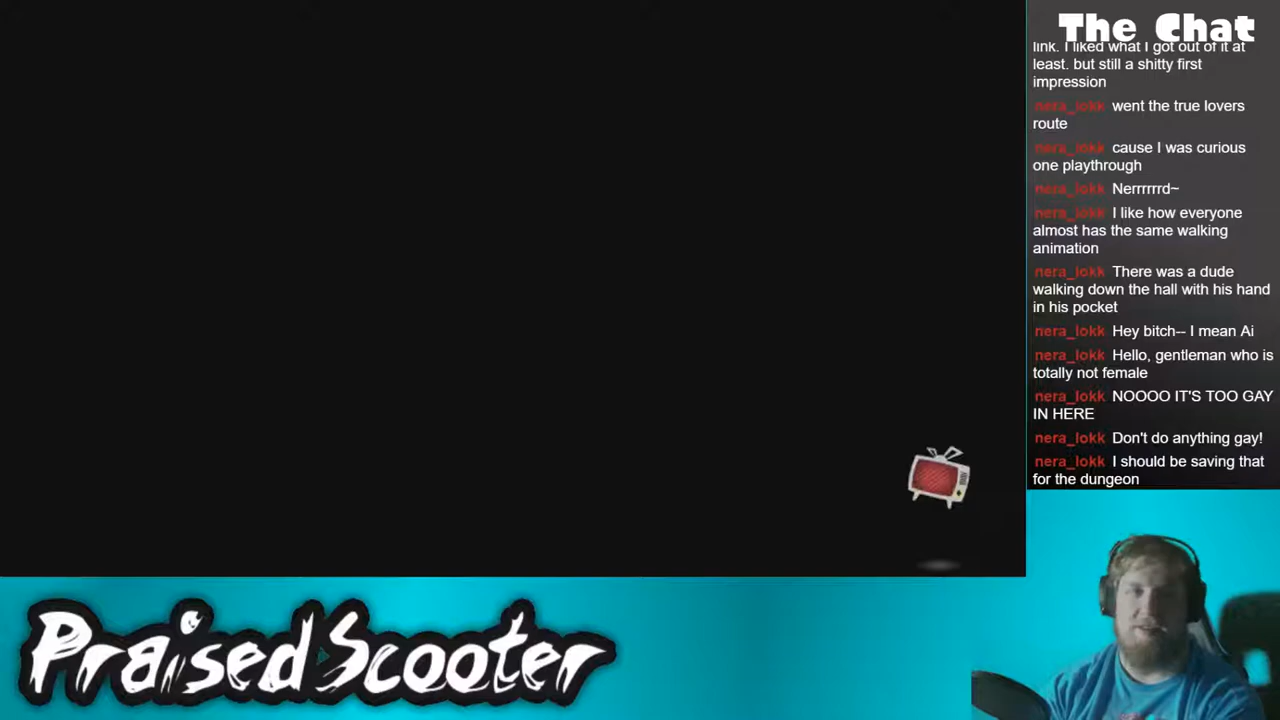 The Chat
link. I liked what I got out of it at
least. but still a shitty first
impression
nera_lokk went the true lovers
route
nera_lokk cause I was curious
one playthrough
nera_lokk Nerrrrrrd~
nera_lokk I like how everyone
almost has the same walking
animation
nera_lokk There was a dude
walking down the hall with his hand
in his pocket
nera_lokk Hey bitch-- I mean Ai
nera_lokk Hello, gentleman who is
totally not female
nera_lokk NOOOO IT'S TOO GAY
IN HERE
nera_lokk Don't do anything gay!
nera_lokk I should be saving that
for the dungeon
PraisedScooter